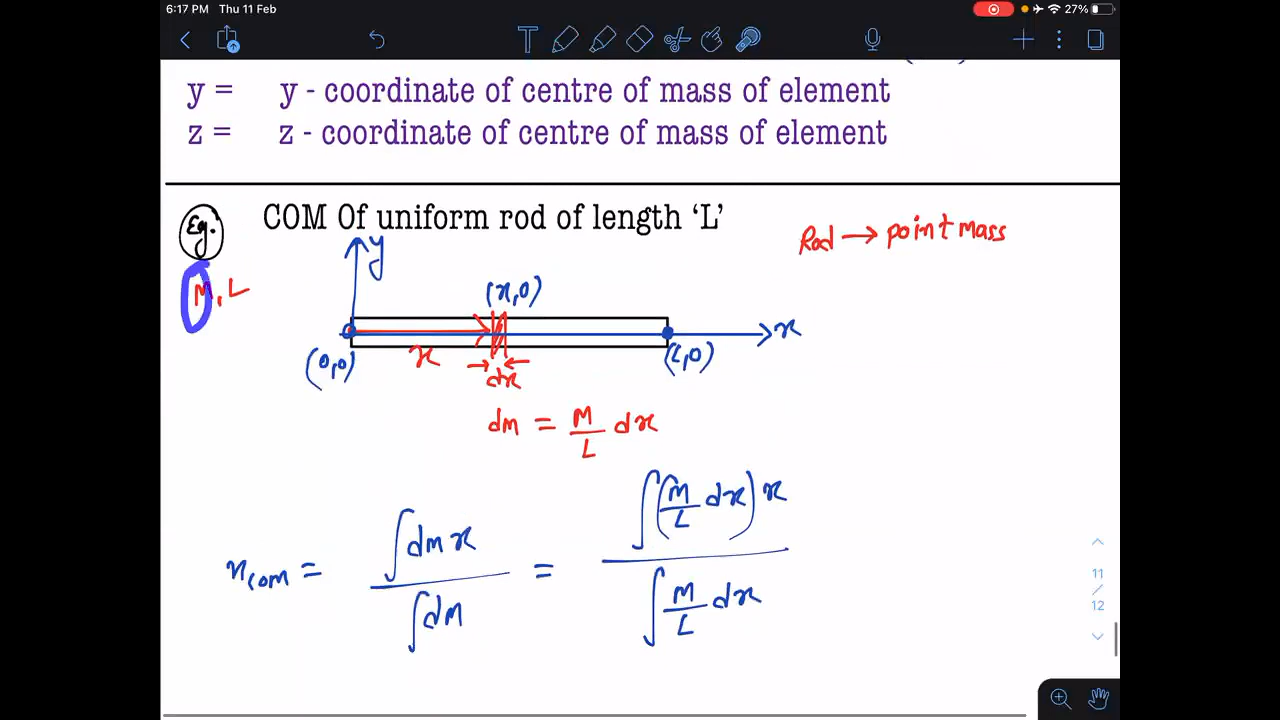 6:17 PM Thu 11 Feb
27%
T
y = y - coordinate of centre of mass of element
z = z - coordinate of centre of mass of element
Eg.
COM Of uniform rod of length ‘L’
Rod → point mass
M, L
y
(x,0)
x
(0,0)
x
(L,0)
dx
dm = M/L dx
xcom = ∫dm x / ∫dm = ∫(M/L dx) x / ∫ M/L dx
11
/
12